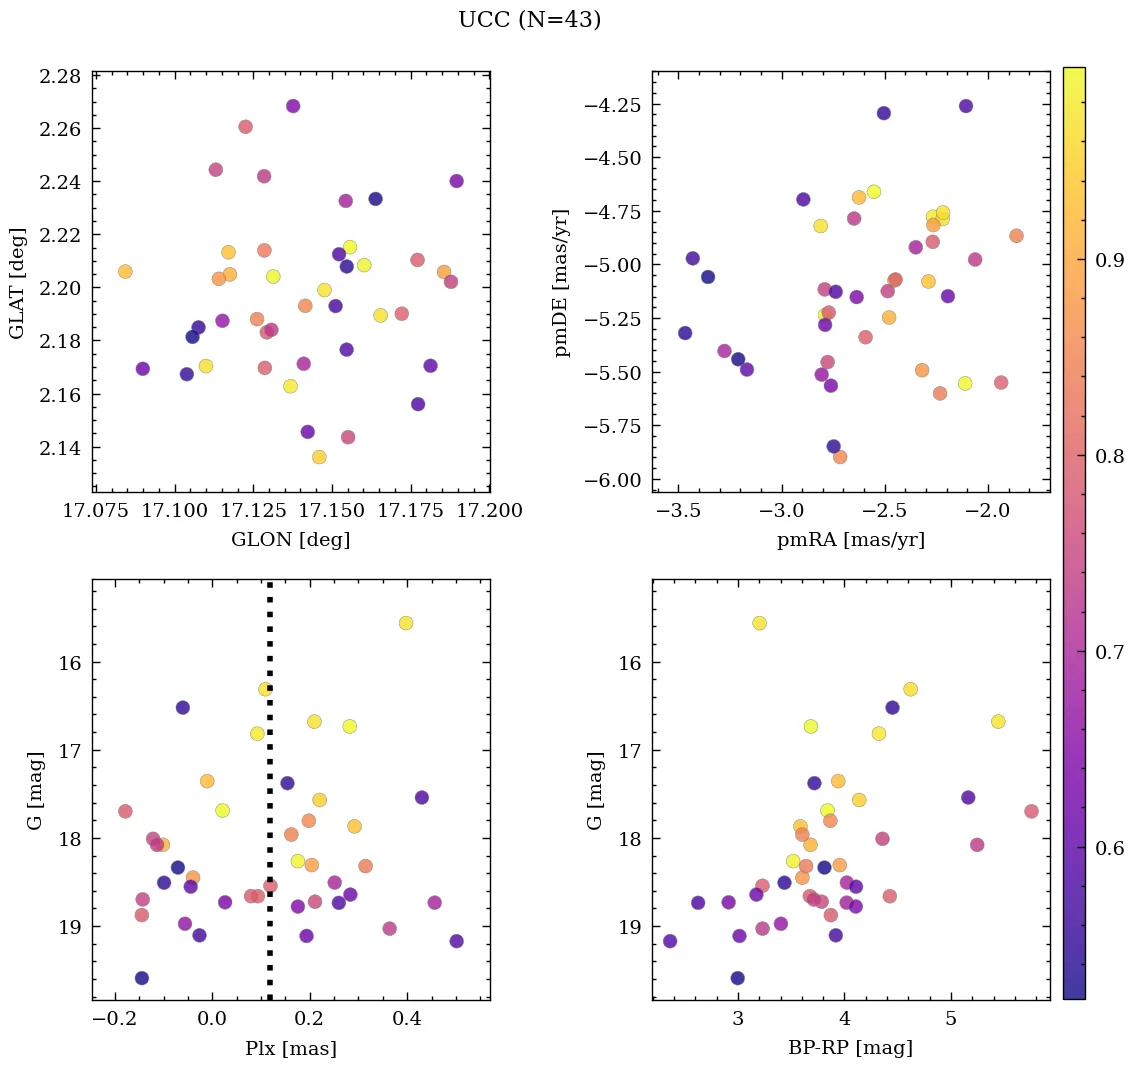 UCC (N=43)
2.28
2.26
2.24
2.22
2.20
2.18
2.16
2.14
GLAT [deg]
17.075 17.100 17.125 17.150 17.175 17.200
GLON [deg]
−4.25
−4.50
−4.75
−5.00
−5.25
−5.50
−5.75
−6.00
pmDE [mas/yr]
−3.5 −3.0 −2.5 −2.0
pmRA [mas/yr]
16
17
18
19
G [mag]
−0.2 0.0 0.2 0.4
Plx [mas]
16
17
18
19
G [mag]
3 4 5
BP-RP [mag]
0.9
0.8
0.7
0.6